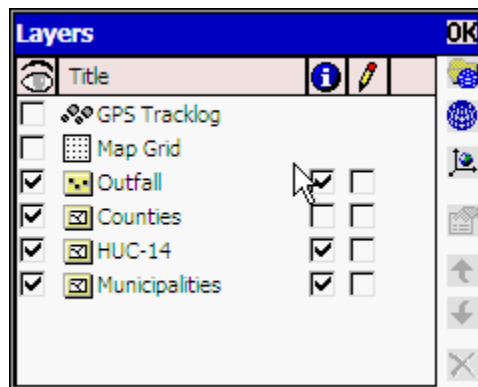 Layers OK
Title
GPS Tracklog
Map Grid
Outfall
Counties
HUC-14
Municipalities